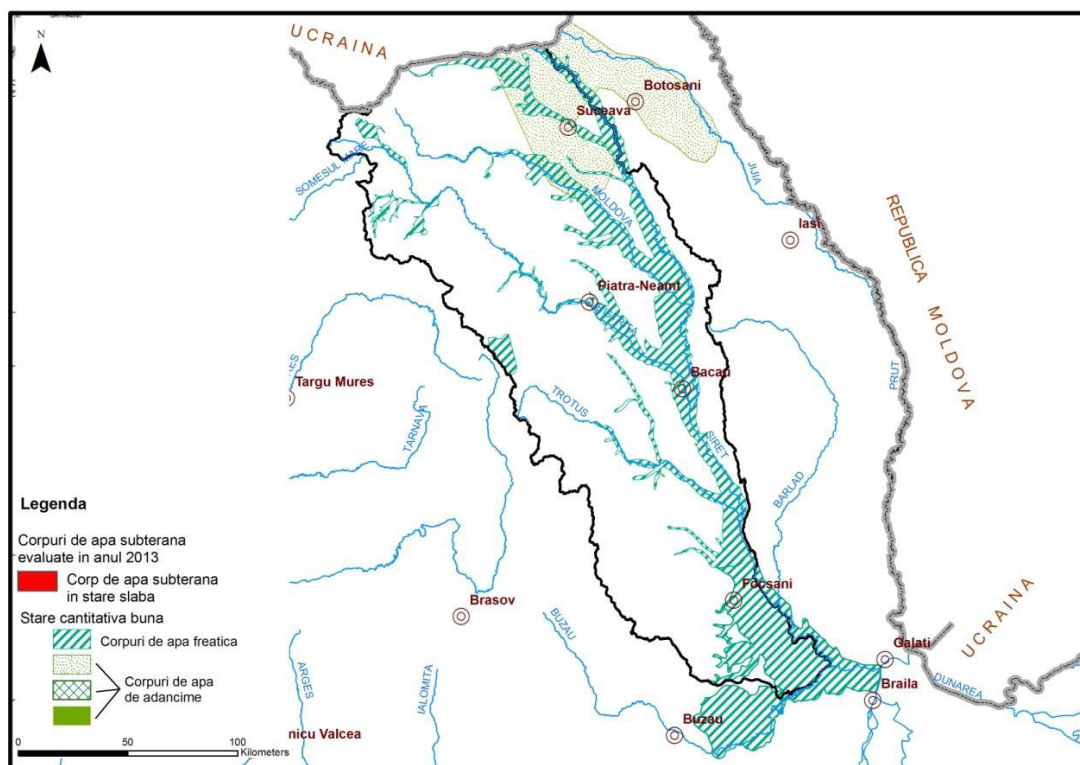 N
UCRAINA
Botosani
Suceava
SOMESUL MARE
MOLDOVA
JIJIA
Iasi
REPUBLICA MOLDOVA
Piatra-Neamt
Targu Mures
TARNAVA
TROTUS
Bacau
SIRET
PRUT
BARLAD
Legenda
Corpuri de apa subterana
evaluate in anul 2013
Corp de apa subterana
in stare slaba
Stare cantitativa buna
Corpuri de apa freatica
Corpuri de apa
de adancime
Brasov
Focsani
BUZAU
Galati
UCRAINA
Braila
DUNAREA
ARGES
IALOMITA
Buzau
nicu Valcea
0 50 100
Kilometers